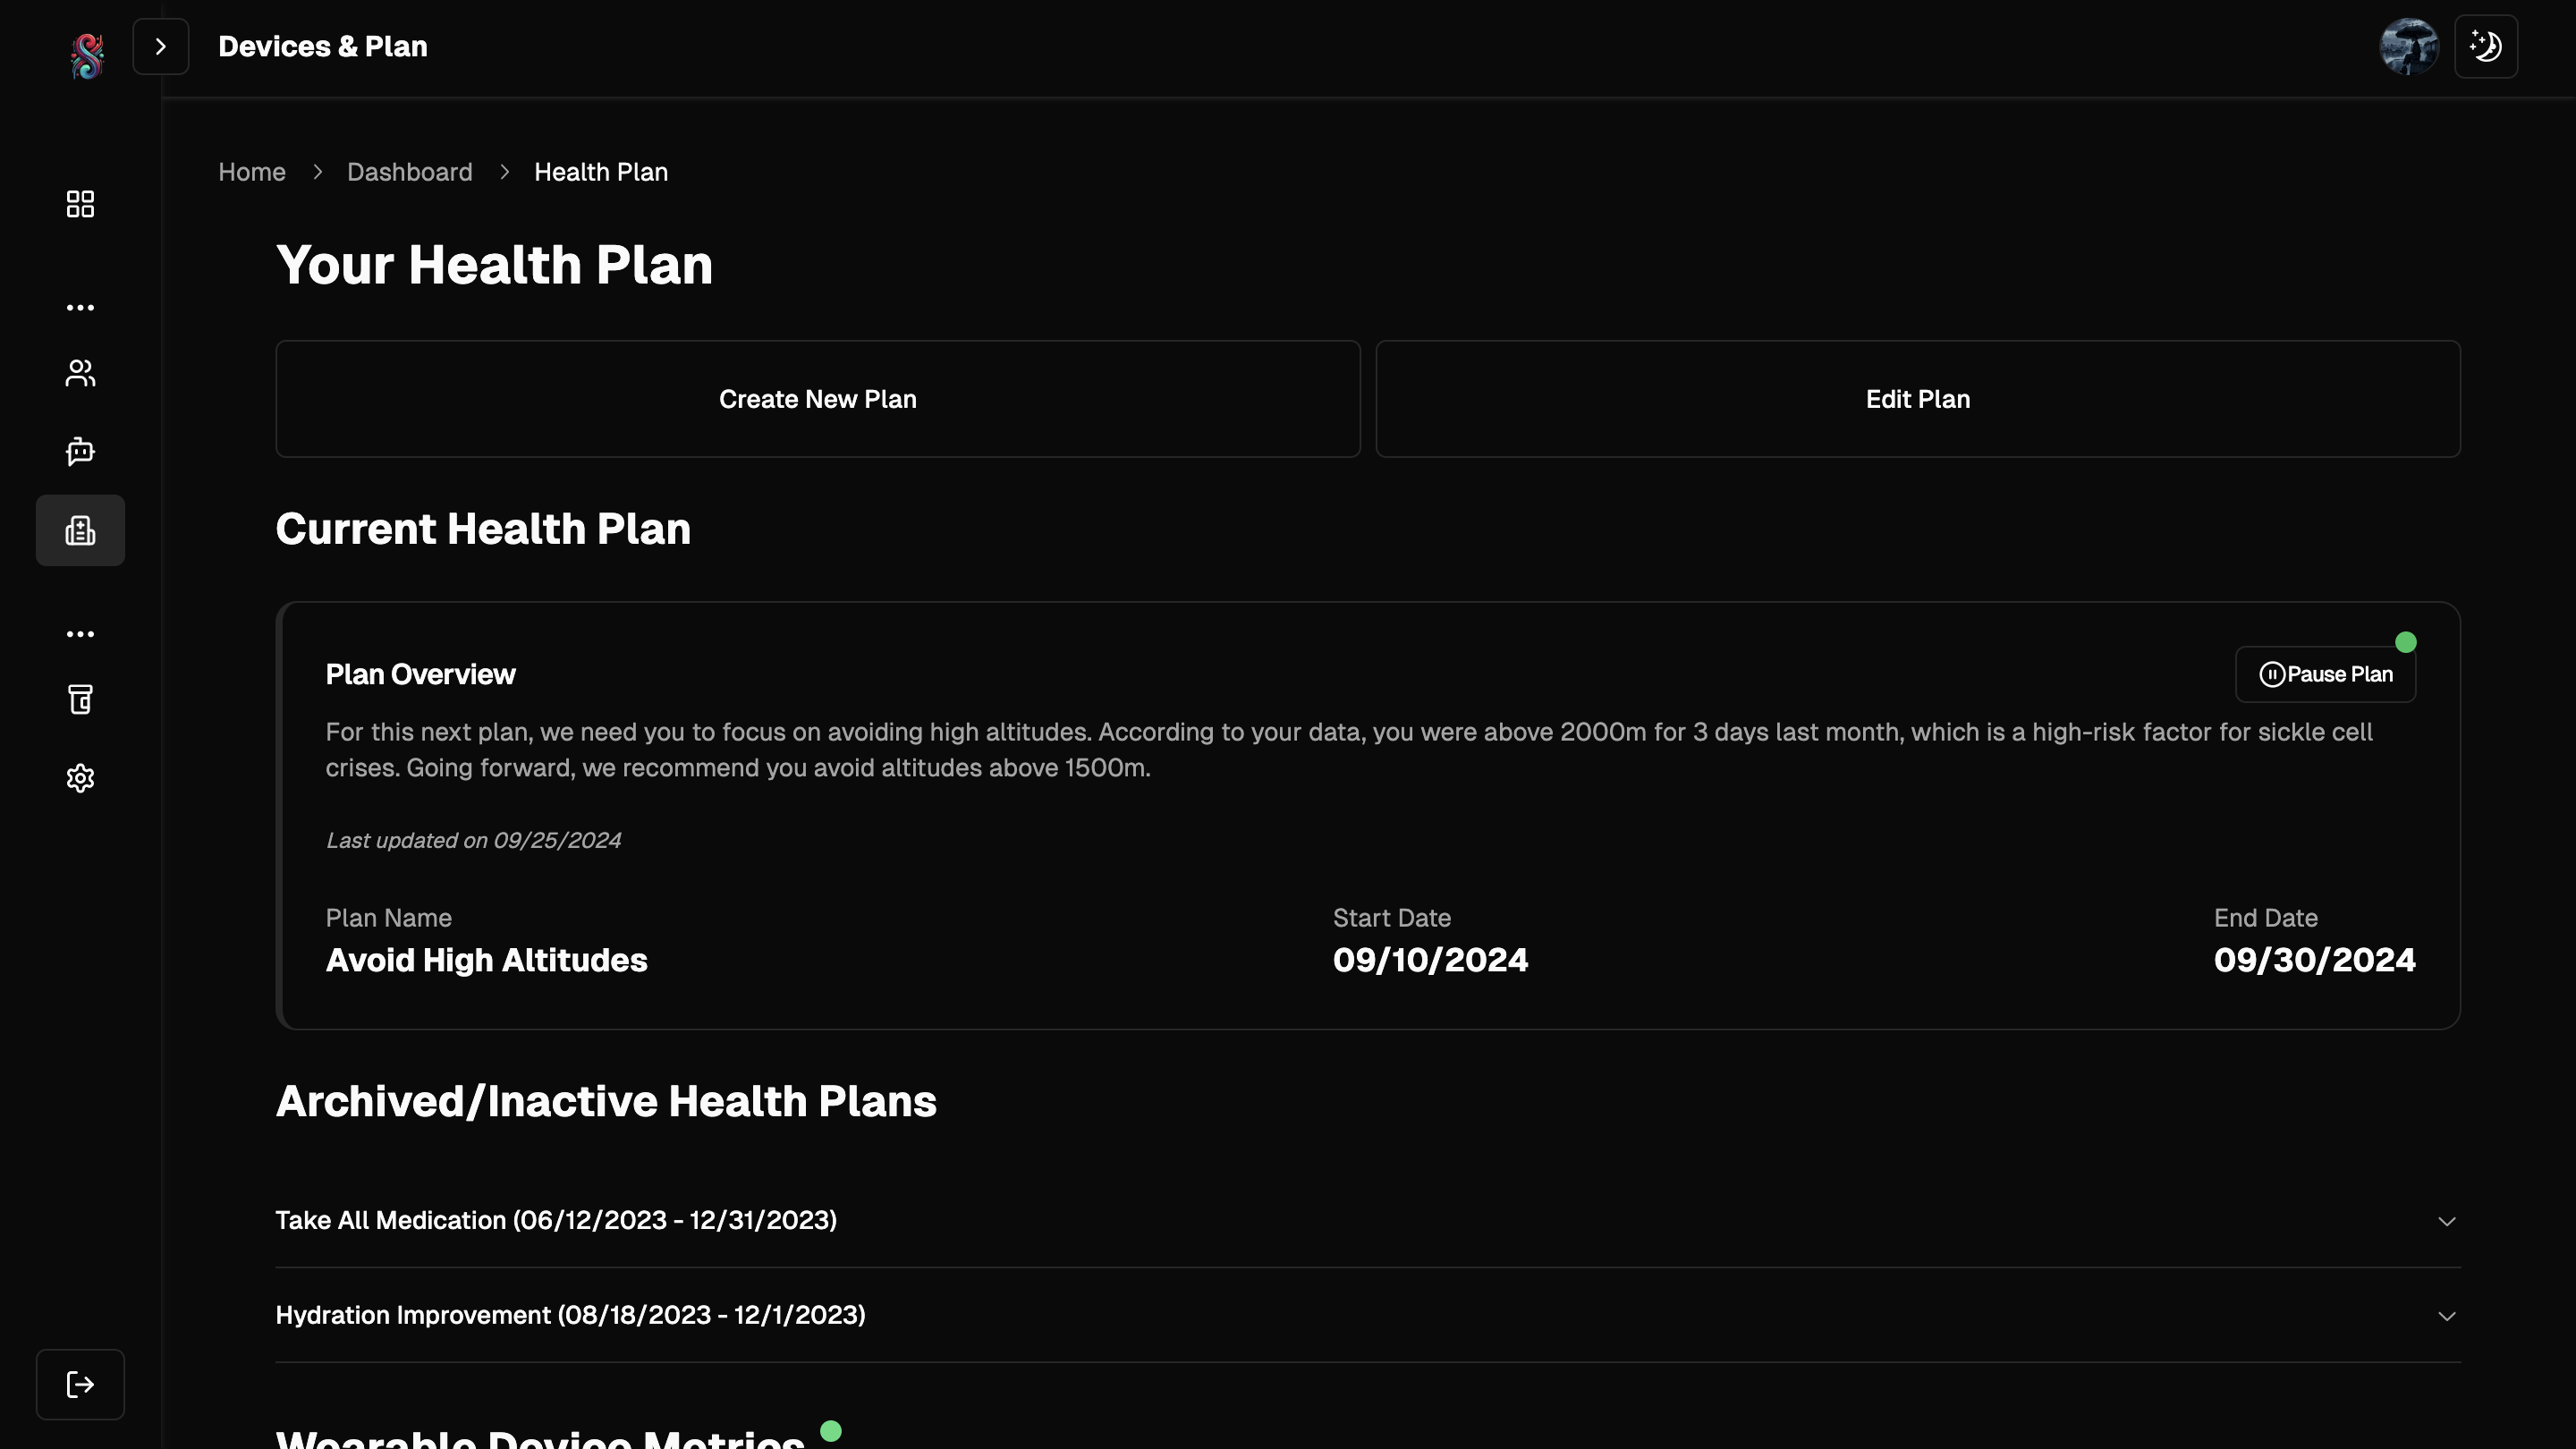 Devices & Plan
Home > Dashboard > Health Plan
Your Health Plan
Create New Plan
Edit Plan
Current Health Plan
Plan Overview
Pause Plan
For this next plan, we need you to focus on avoiding high altitudes. According to your data, you were above 2000m for 3 days last month, which is a high-risk factor for sickle cell
crises. Going forward, we recommend you avoid altitudes above 1500m.
Last updated on 09/25/2024
Plan Name
Avoid High Altitudes
Start Date
09/10/2024
End Date
09/30/2024
Archived/Inactive Health Plans
Take All Medication (06/12/2023 - 12/31/2023)
Hydration Improvement (08/18/2023 - 12/1/2023)
Wearable Device Metrics